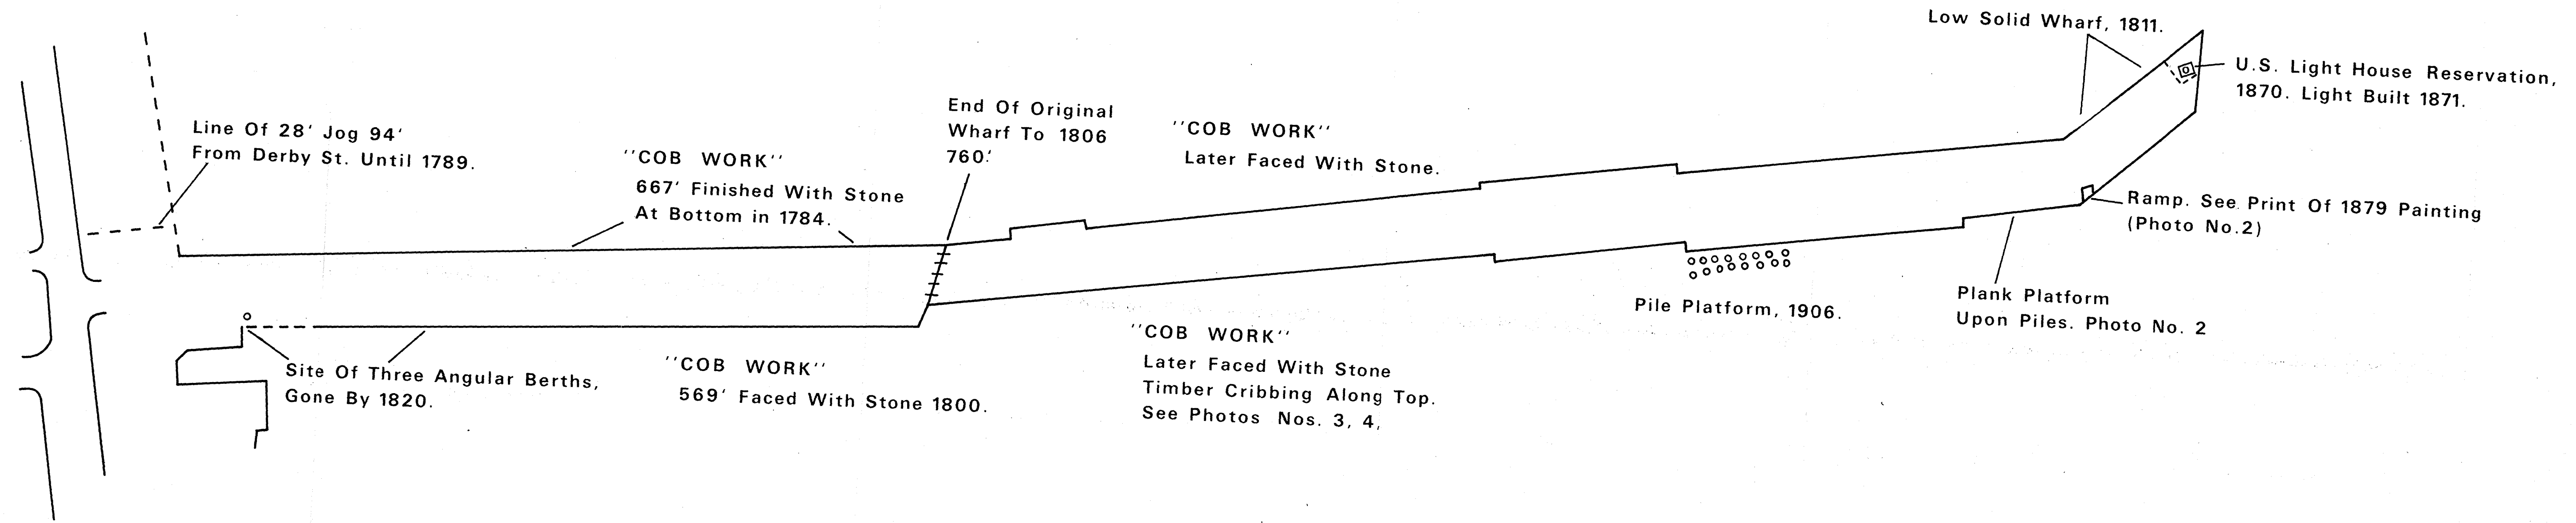 Low Solid Wharf, 1811.
U.S. Light House Reservation,
1870. Light Built 1871.
End Of Original
Wharf To 1806
760.'
''COB WORK''
Later Faced With Stone.
Line Of 28' Jog 94'
From Derby St. Until 1789.
''COB WORK''
667' Finished With Stone
At Bottom in 1784.
Ramp. See Print Of 1879 Painting
(Photo No.2)
Plank Platform
Upon Piles. Photo No. 2
Pile Platform, 1906.
''COB WORK''
Later Faced With Stone
Timber Cribbing Along Top.
See Photos Nos. 3, 4,
''COB WORK''
569' Faced With Stone 1800.
Site Of Three Angular Berths,
Gone By 1820.